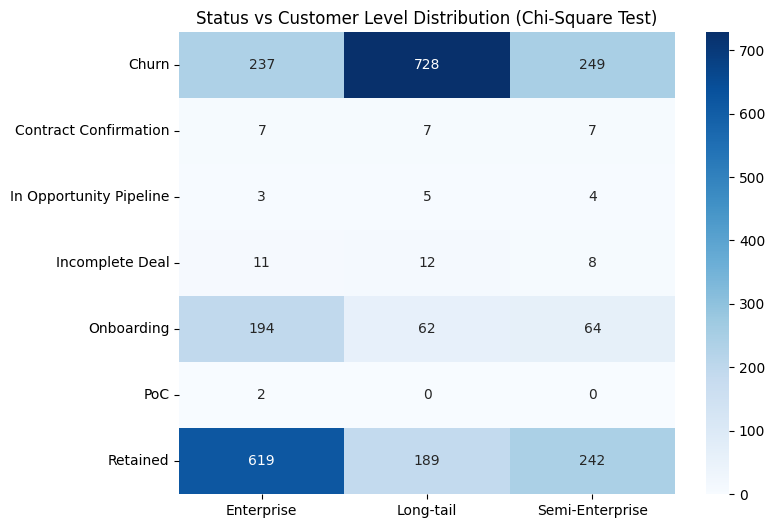 Status vs Customer Level Distribution (Chi-Square Test)
Churn 237 728 249
Contract Confirmation 7 7 7
In Opportunity Pipeline 3 5 4
Incomplete Deal 11 12 8
Onboarding 194 62 64
PoC 2 0 0
Retained 619 189 242
Enterprise Long-tail Semi-Enterprise
700
600
500
400
300
200
100
0